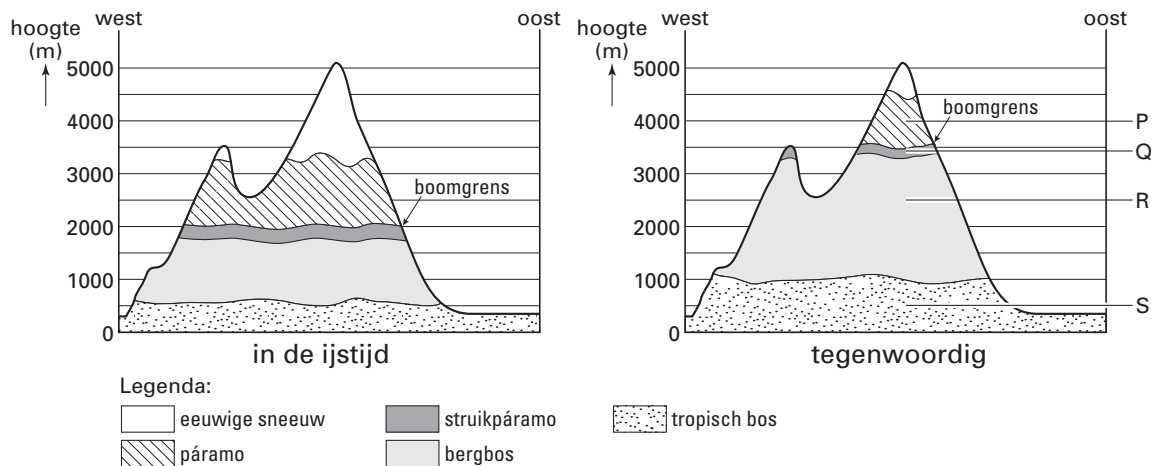 west oost
hoogte
(m)
5000
4000
3000
2000
1000
0
boomgrens
in de ijstijd
west oost
hoogte
(m)
5000
4000
3000
2000
1000
0
boomgrens
P
Q
R
S
tegenwoordig
Legenda:
eeuwige sneeuw struikpáramo tropisch bos
páramo bergbos